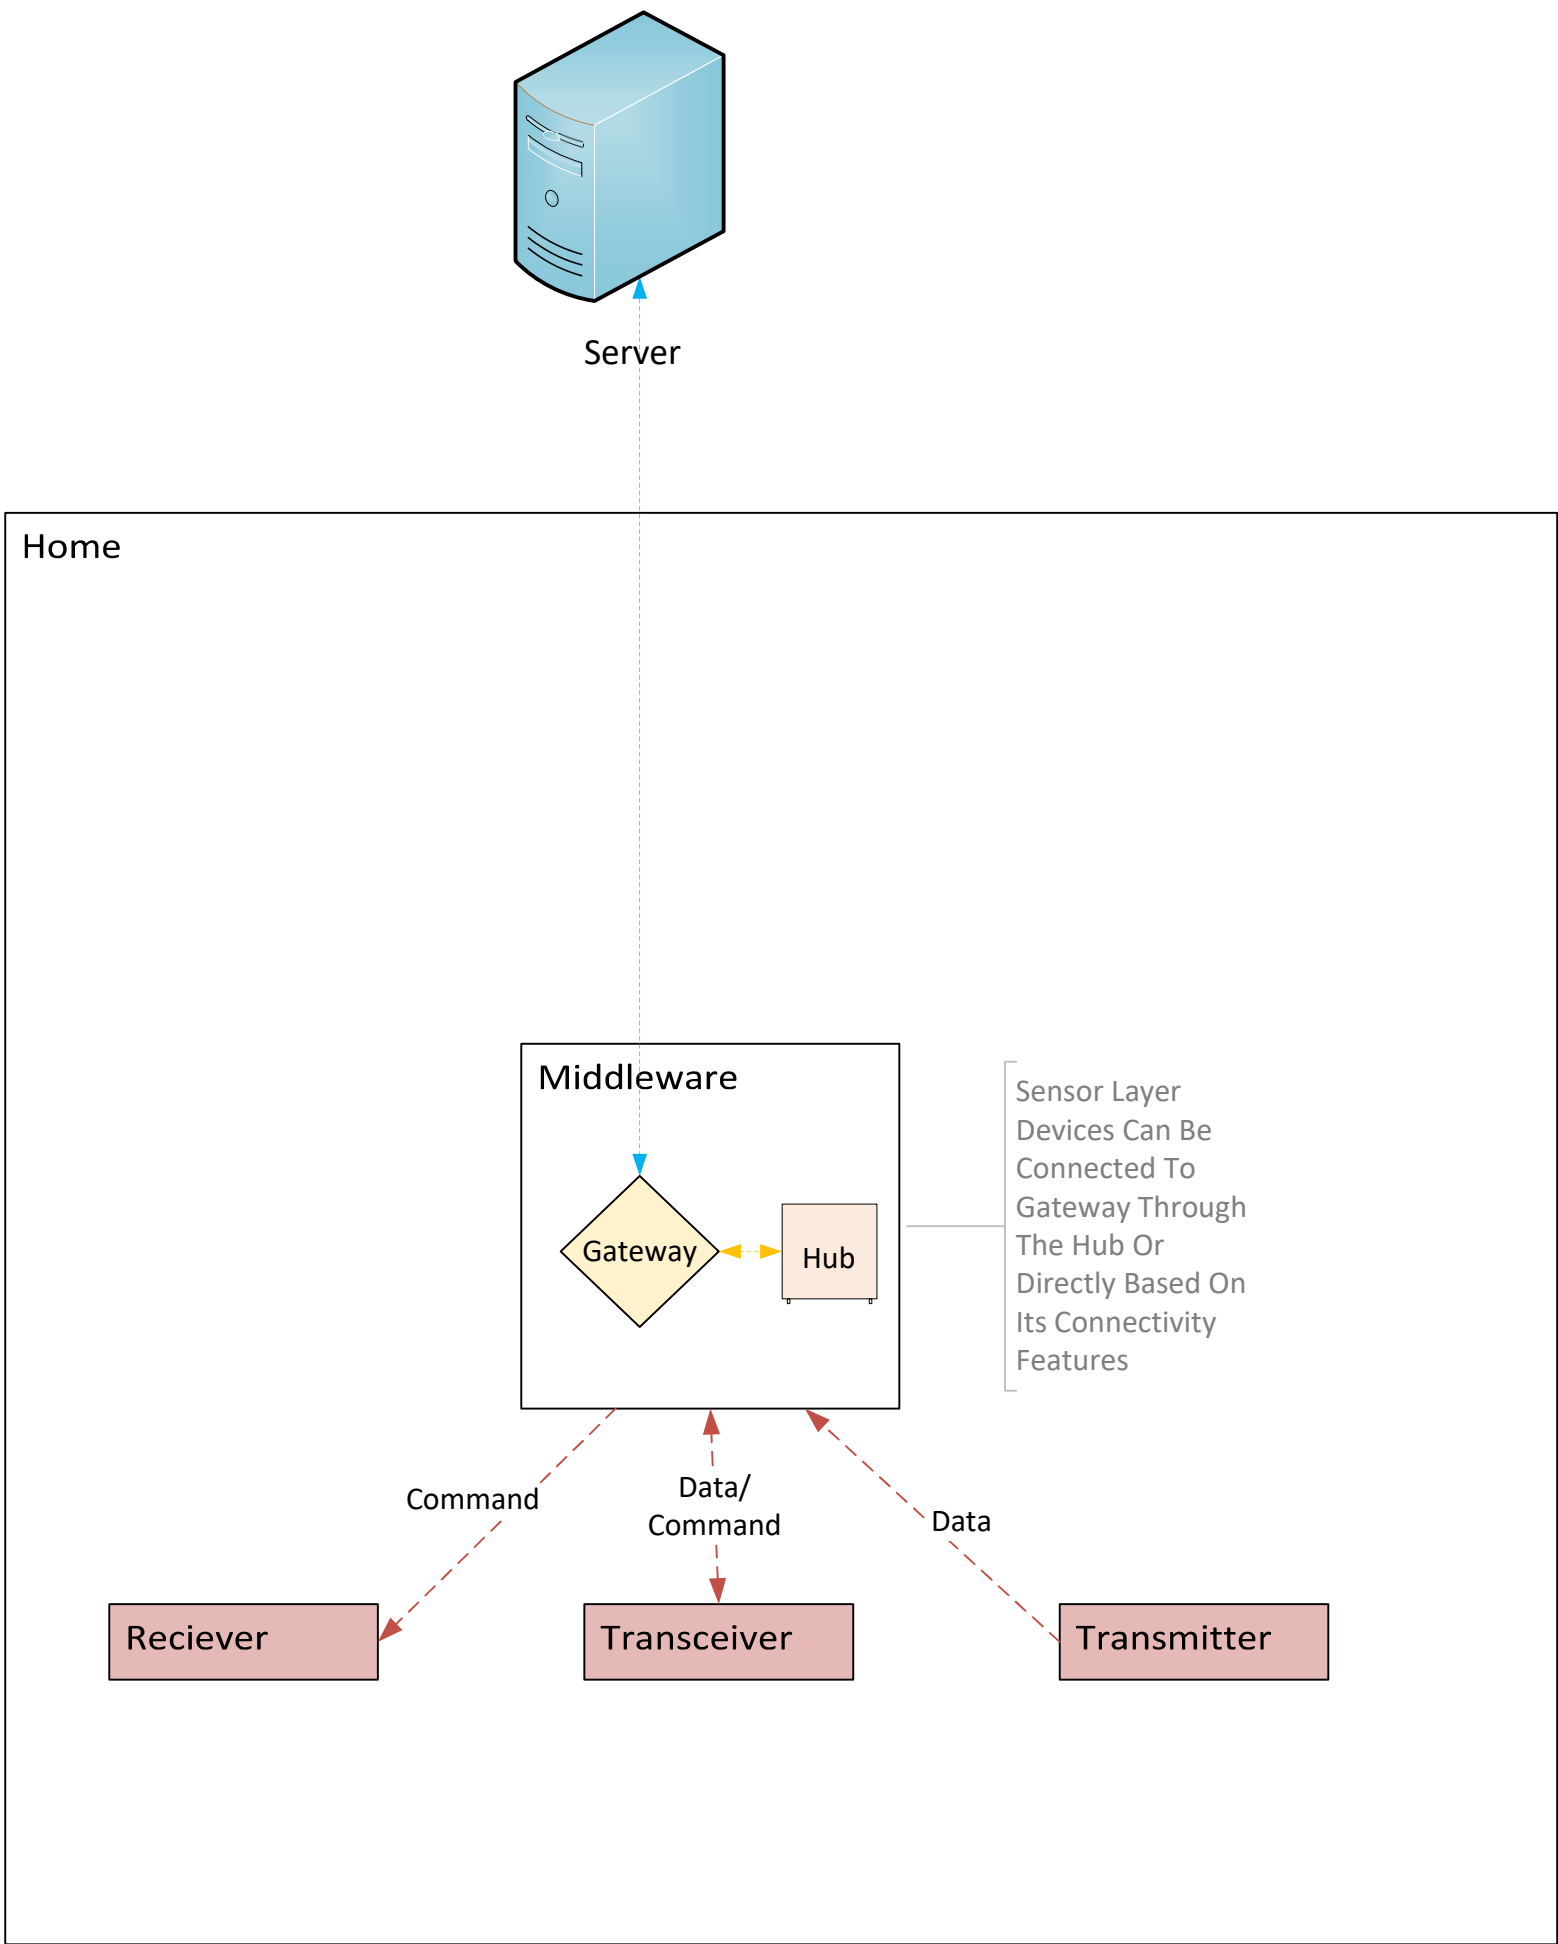 Server
Home
Middleware
Gateway
Hub
Sensor Layer
Devices Can Be
Connected To
Gateway Through
The Hub Or
Directly Based On
Its Connectivity
Features
Command
Data/
Command
Data
Reciever
Transceiver
Transmitter